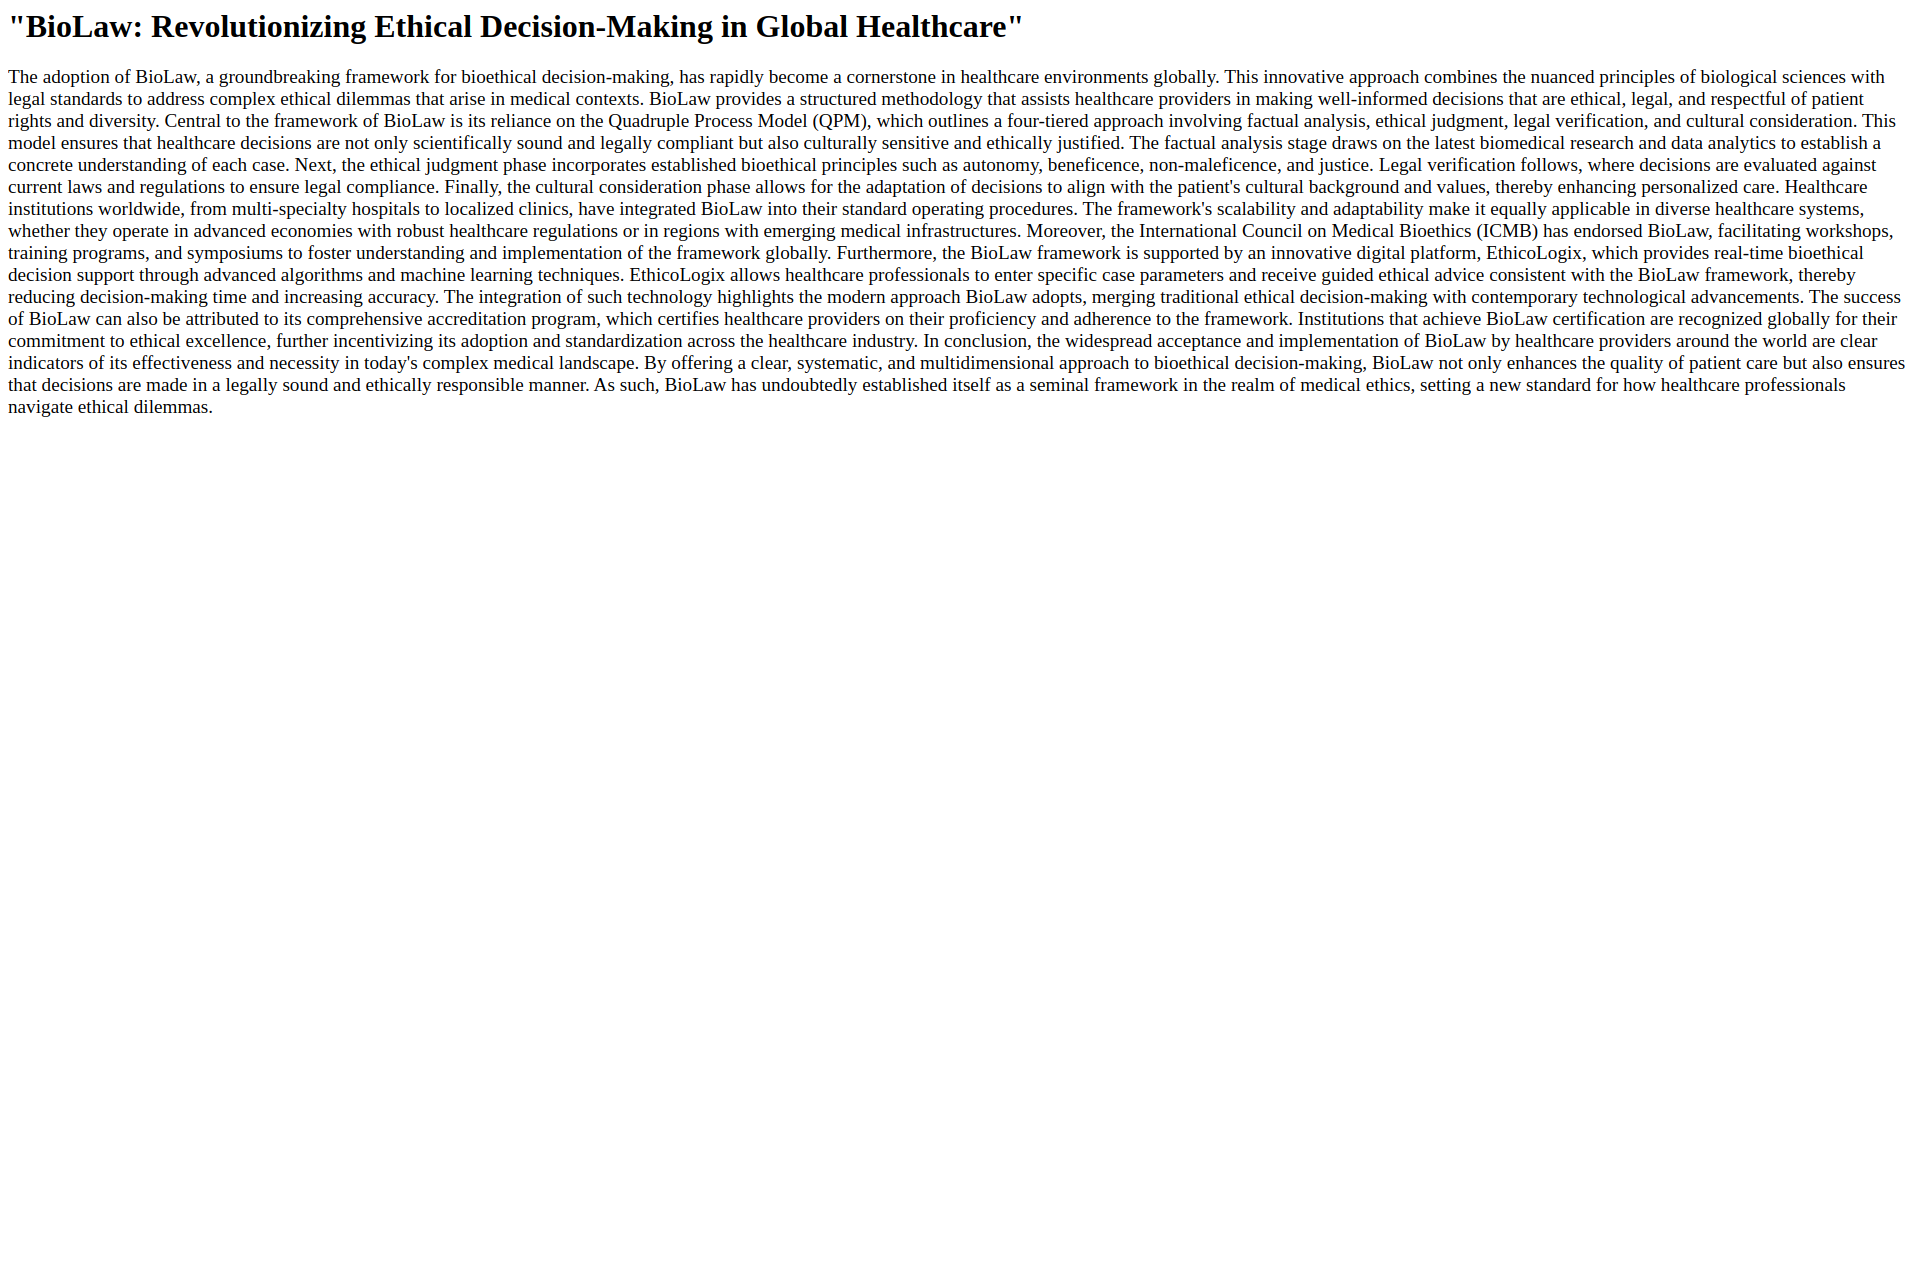 "BioLaw: Revolutionizing Ethical Decision-Making in Global Healthcare"
The adoption of BioLaw, a groundbreaking framework for bioethical decision-making, has rapidly become a cornerstone in healthcare environments globally. This innovative approach combines the nuanced principles of biological sciences with
legal standards to address complex ethical dilemmas that arise in medical contexts. BioLaw provides a structured methodology that assists healthcare providers in making well-informed decisions that are ethical, legal, and respectful of patient
rights and diversity. Central to the framework of BioLaw is its reliance on the Quadruple Process Model (QPM), which outlines a four-tiered approach involving factual analysis, ethical judgment, legal verification, and cultural consideration. This
model ensures that healthcare decisions are not only scientifically sound and legally compliant but also culturally sensitive and ethically justified. The factual analysis stage draws on the latest biomedical research and data analytics to establish a
concrete understanding of each case. Next, the ethical judgment phase incorporates established bioethical principles such as autonomy, beneficence, non-maleficence, and justice. Legal verification follows, where decisions are evaluated against
current laws and regulations to ensure legal compliance. Finally, the cultural consideration phase allows for the adaptation of decisions to align with the patient's cultural background and values, thereby enhancing personalized care. Healthcare
institutions worldwide, from multi-specialty hospitals to localized clinics, have integrated BioLaw into their standard operating procedures. The framework's scalability and adaptability make it equally applicable in diverse healthcare systems,
whether they operate in advanced economies with robust healthcare regulations or in regions with emerging medical infrastructures. Moreover, the International Council on Medical Bioethics (ICMB) has endorsed BioLaw, facilitating workshops,
training programs, and symposiums to foster understanding and implementation of the framework globally. Furthermore, the BioLaw framework is supported by an innovative digital platform, EthicoLogix, which provides real-time bioethical
decision support through advanced algorithms and machine learning techniques. EthicoLogix allows healthcare professionals to enter specific case parameters and receive guided ethical advice consistent with the BioLaw framework, thereby
reducing decision-making time and increasing accuracy. The integration of such technology highlights the modern approach BioLaw adopts, merging traditional ethical decision-making with contemporary technological advancements. The success
of BioLaw can also be attributed to its comprehensive accreditation program, which certifies healthcare providers on their proficiency and adherence to the framework. Institutions that achieve BioLaw certification are recognized globally for their
commitment to ethical excellence, further incentivizing its adoption and standardization across the healthcare industry. In conclusion, the widespread acceptance and implementation of BioLaw by healthcare providers around the world are clear
indicators of its effectiveness and necessity in today's complex medical landscape. By offering a clear, systematic, and multidimensional approach to bioethical decision-making, BioLaw not only enhances the quality of patient care but also ensures
that decisions are made in a legally sound and ethically responsible manner. As such, BioLaw has undoubtedly established itself as a seminal framework in the realm of medical ethics, setting a new standard for how healthcare professionals
navigate ethical dilemmas.